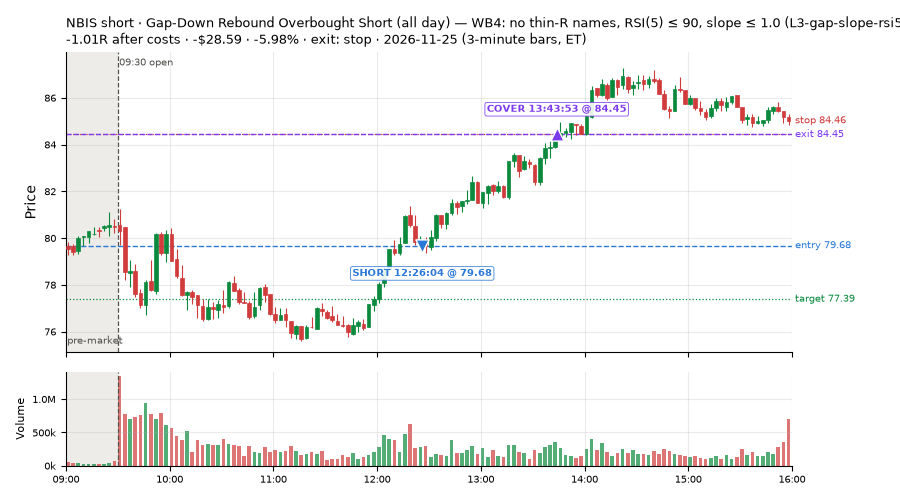 NBIS short · Gap-Down Rebound Overbought Short (all day) — WB4: no thin-R names, RSI(5) ≤ 90, slope ≤ 1.0 (L3-gap-slope-rsi5
-1.01R after costs · -$28.59 · -5.98% · exit: stop · 2026-11-25 (3-minute bars, ET)
09:30 open
COVER 13:43:53 @ 84.45
SHORT 12:26:04 @ 79.68
stop 84.46
exit 84.45
entry 79.68
target 77.39
pre-market
Price
86
84
82
80
78
76
Volume
1.0M
500k
0k
09:00
10:00
11:00
12:00
13:00
14:00
15:00
16:00